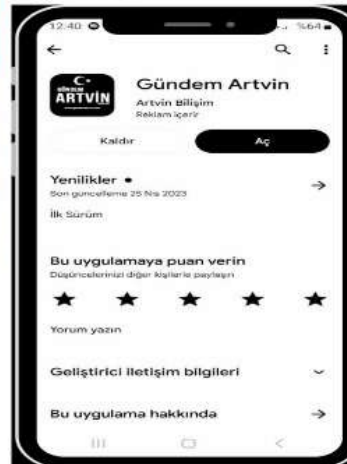 12:40
%64
GÜNDEM
ARTVİN
Gündem Artvin
Artvin Bilişim
Reklam içerir
Kaldır
Aç
Yenilikler •
Son güncelleme 25 Nis 2023
İlk Sürüm
Bu uygulamaya puan verin
Düşüncelerinizi diğer kişilerle paylaşın
Yorum yazın
Geliştirici iletişim bilgileri
Bu uygulama hakkında